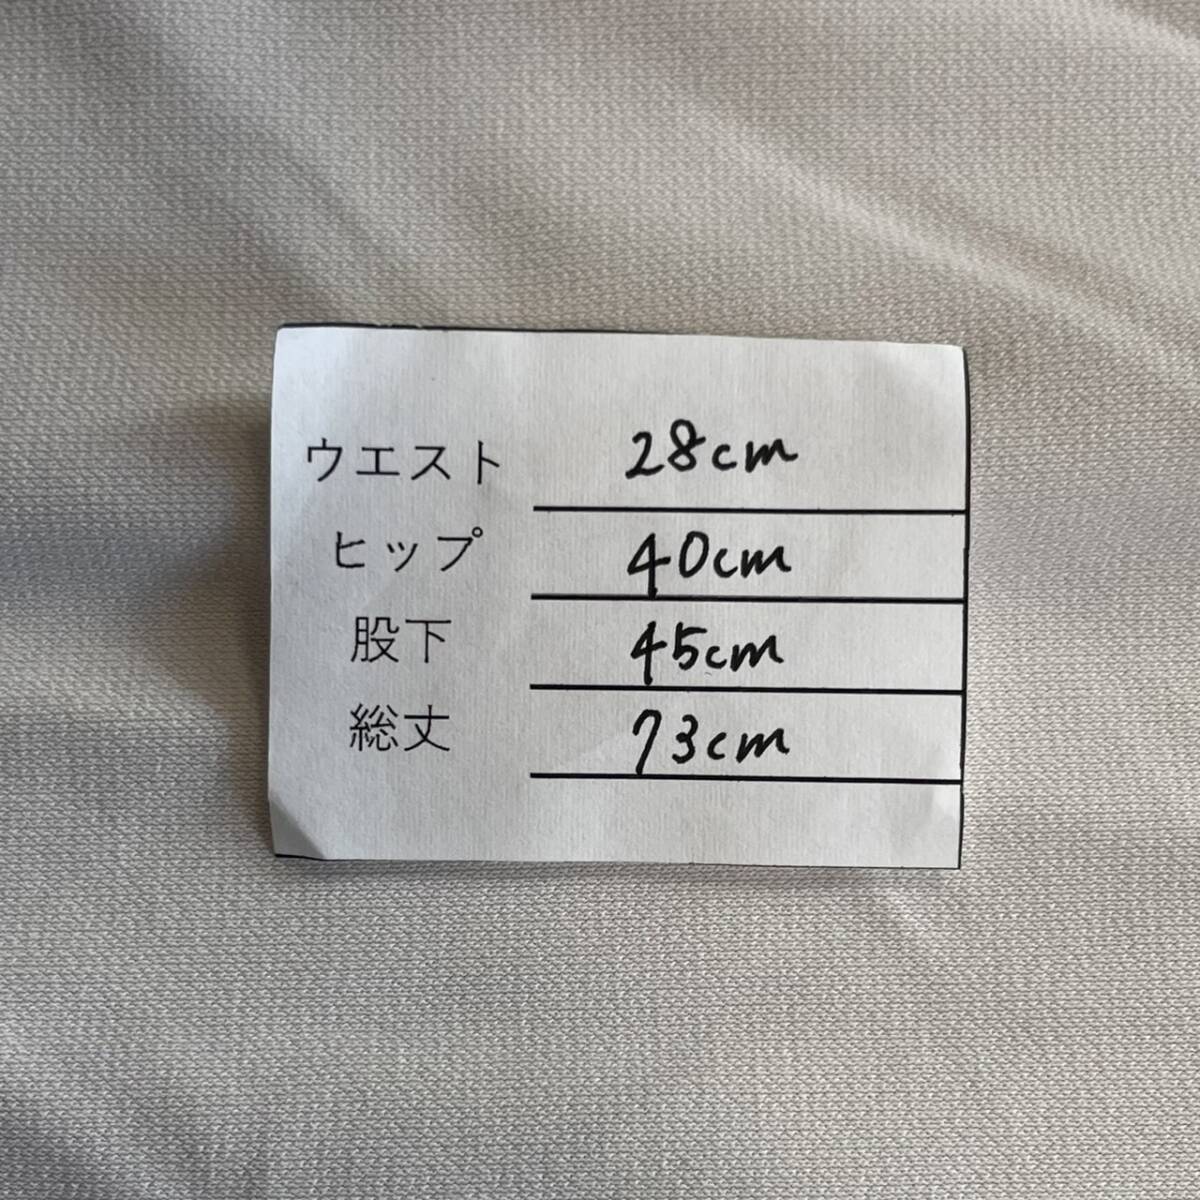 ウエスト 28cm
ヒップ 40cm
股下 45cm
総丈 73cm